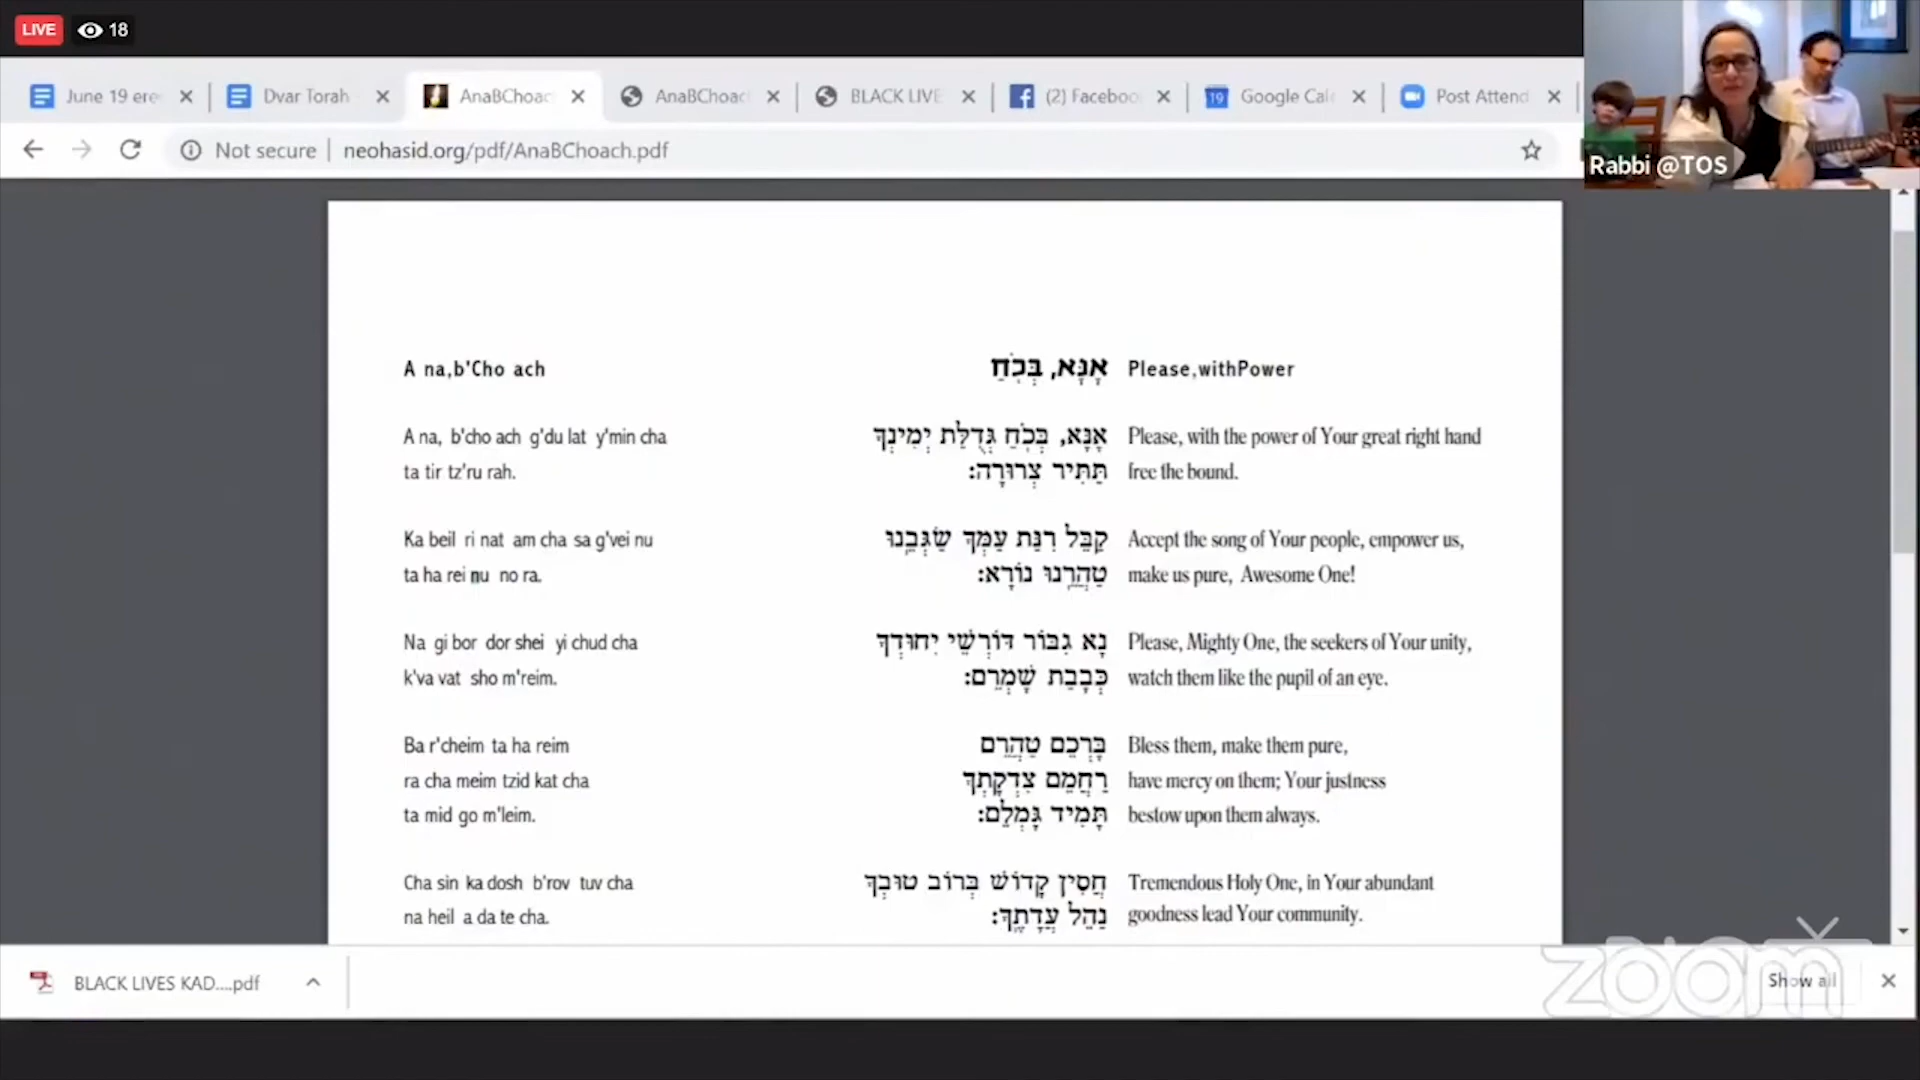 LIVE 18
June 19 ere
Dvar Torah
AnaBChoac
AnaBChoac
BLACK LIVE
(2) Faceboo
19 Google Cale
Post Attend
Not secure neohasid.org/pdf/AnaBChoach.pdf
Rabbi @TOS
A na,b'Cho ach
אָנָּא, בְּכֹחַ
Please,withPower
A na, b'cho ach g'du lat y'min cha
ta tir tz'ru rah.
אָנָּא, בְּכֹחַ גְּדֻלַּת יְמִינְךָ
תַּתִּיר צְרוּרָה:
Please, with the power of Your great right hand
free the bound.
Ka beil ri nat am cha sa g'vei nu
ta ha rei nu no ra.
קַבֵּל רִנַּת עַמְּךָ שַׂגְּבֵנוּ
טַהֲרֵנוּ נוֹרָא:
Accept the song of Your people, empower us,
make us pure, Awesome One!
Na gi bor dor shei yi chud cha
k'va vat sho m'reim.
נָא גִבּוֹר דּוֹרְשֵׁי יִחוּדְךָ
כְּבָבַת שָׁמְרֵם:
Please, Mighty One, the seekers of Your unity,
watch them like the pupil of an eye.
Ba r'cheim ta ha reim
ra cha meim tzid kat cha
ta mid go m'leim.
בָּרְכֵם טַהֲרֵם
רַחֲמֵם צִדְקָתְךָ
תָּמִיד גָּמְלֵם:
Bless them, make them pure,
have mercy on them; Your justness
bestow upon them always.
Cha sin ka dosh b'rov tuv cha
na heil a da te cha.
חֲסִין קָדוֹשׁ בְּרוֹב טוּבְךָ
נַהֵל עֲדָתֶךָ:
Tremendous Holy One, in Your abundant
goodness lead Your community.
BLACK LIVES KAD....pdf
Show all
zoom